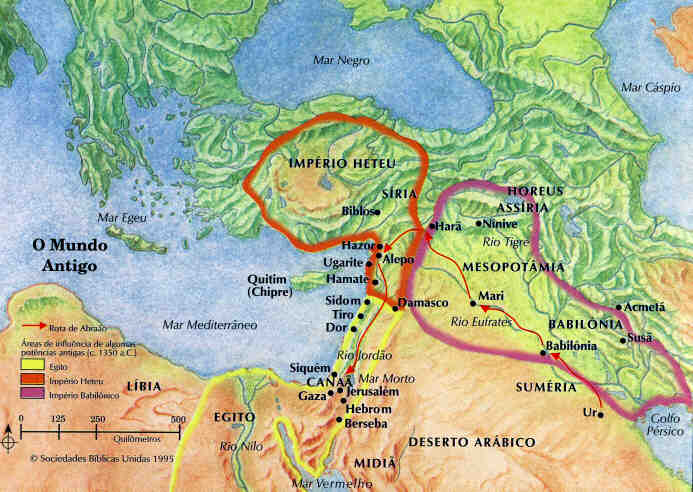 Mar Negro
Mar Cáspio
IMPÉRIO HETEU
SÍRIA
HOREUS
ASSÍRIA
Biblos
Harã
Nínive
Mar Egeu
Rio Tigre
O Mundo
Antigo
Hazor
Alepo
Ugarite
MESOPOTÂMIA
Quitim
(Chipre)
Hamate
Sidom
Damasco
Mari
Acmetá
Tiro
Dor
Mar Mediterrâneo
Rio Eufrates
BABILÔNIA
Susã
Rota de Abraão
Áreas de influência de algumas
potências antigas (c. 1350 a.C.)
Egito
Império Heteu
Império Babilônico
Rio Jordão
Babilônia
Siquém
CANAÃ
Mar Morto
Jerusalém
Gaza
Hebrom
Berseba
SUMÉRIA
Ur
Golfo
Pérsico
LÍBIA
EGITO
Rio Nilo
DESERTO ARÁBICO
MIDIÃ
Mar Vermelho
0 125 250 500
Quilômetros
© Sociedades Bíblicas Unidas 1995